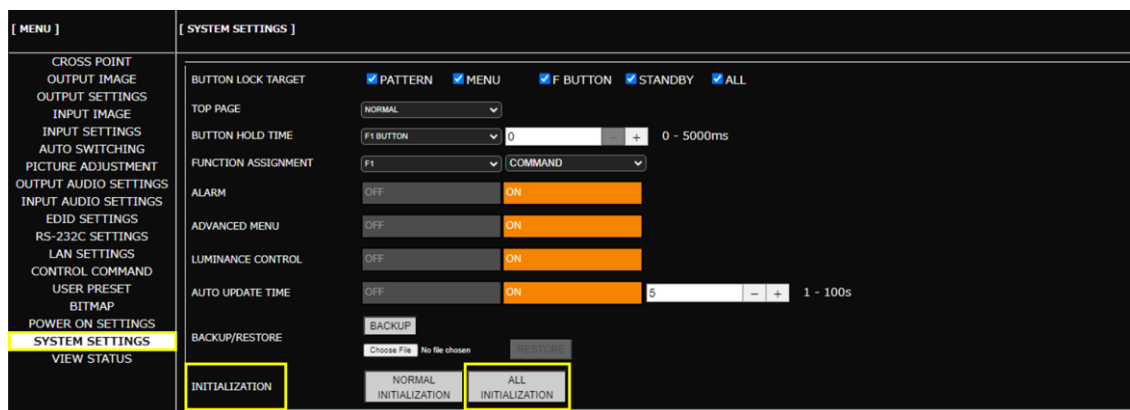 [ MENU ]
[ SYSTEM SETTINGS ]
CROSS POINT
OUTPUT IMAGE
OUTPUT SETTINGS
INPUT IMAGE
INPUT SETTINGS
AUTO SWITCHING
PICTURE ADJUSTMENT
OUTPUT AUDIO SETTINGS
INPUT AUDIO SETTINGS
EDID SETTINGS
RS-232C SETTINGS
LAN SETTINGS
CONTROL COMMAND
USER PRESET
BITMAP
POWER ON SETTINGS
SYSTEM SETTINGS
VIEW STATUS
BUTTON LOCK TARGET PATTERN MENU F BUTTON STANDBY ALL
TOP PAGE NORMAL
BUTTON HOLD TIME F1 BUTTON 0 - + 0 - 5000ms
FUNCTION ASSIGNMENT F1 COMMAND
ALARM OFF ON
ADVANCED MENU OFF ON
LUMINANCE CONTROL OFF ON
AUTO UPDATE TIME OFF ON 5 - + 1 - 100s
BACKUP/RESTORE
BACKUP
Choose File No file chosen RESTORE
INITIALIZATION
NORMAL
INITIALIZATION
ALL
INITIALIZATION